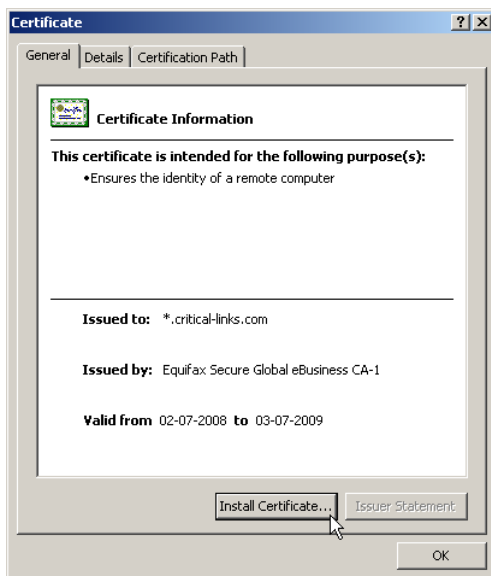 Certificate
General Details Certification Path
Certificate Information
This certificate is intended for the following purpose(s):
•Ensures the identity of a remote computer
Issued to: *.critical-links.com
Issued by: Equifax Secure Global eBusiness CA-1
Valid from 02-07-2008 to 03-07-2009
Install Certificate... Issuer Statement
OK